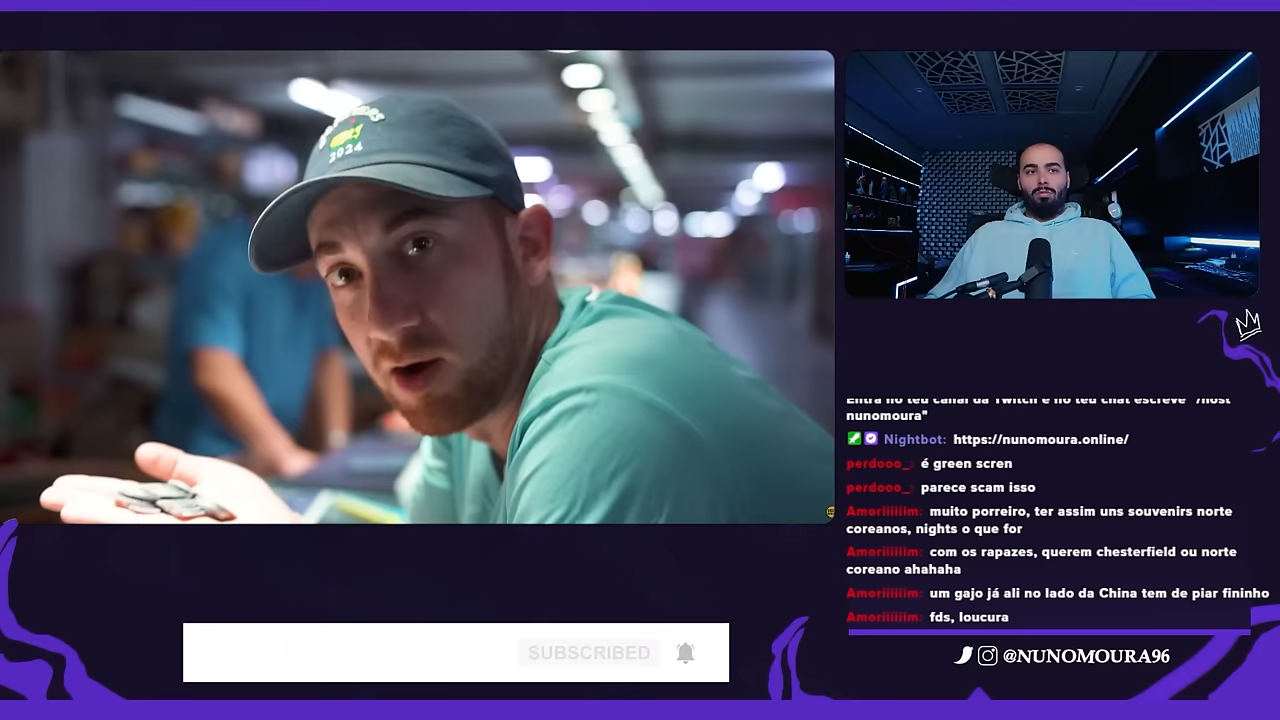 2024
Entra no teu canal da Twitch e no teu chat escreve "/host
nunomoura"
Nightbot: https://nunomoura.online/
perdooo_: é green scren
perdooo_: parece scam isso
Amoriiiiiim: muito porreiro, ter assim uns souvenirs norte
coreanos, nights o que for
Amoriiiiiim: com os rapazes, querem chesterfield ou norte
coreano ahahaha
Amoriiiiiim: um gajo já ali no lado da China tem de piar fininho
Amoriiiiiim: fds, loucura
SUBSCRIBED
@NUNOMOURA96